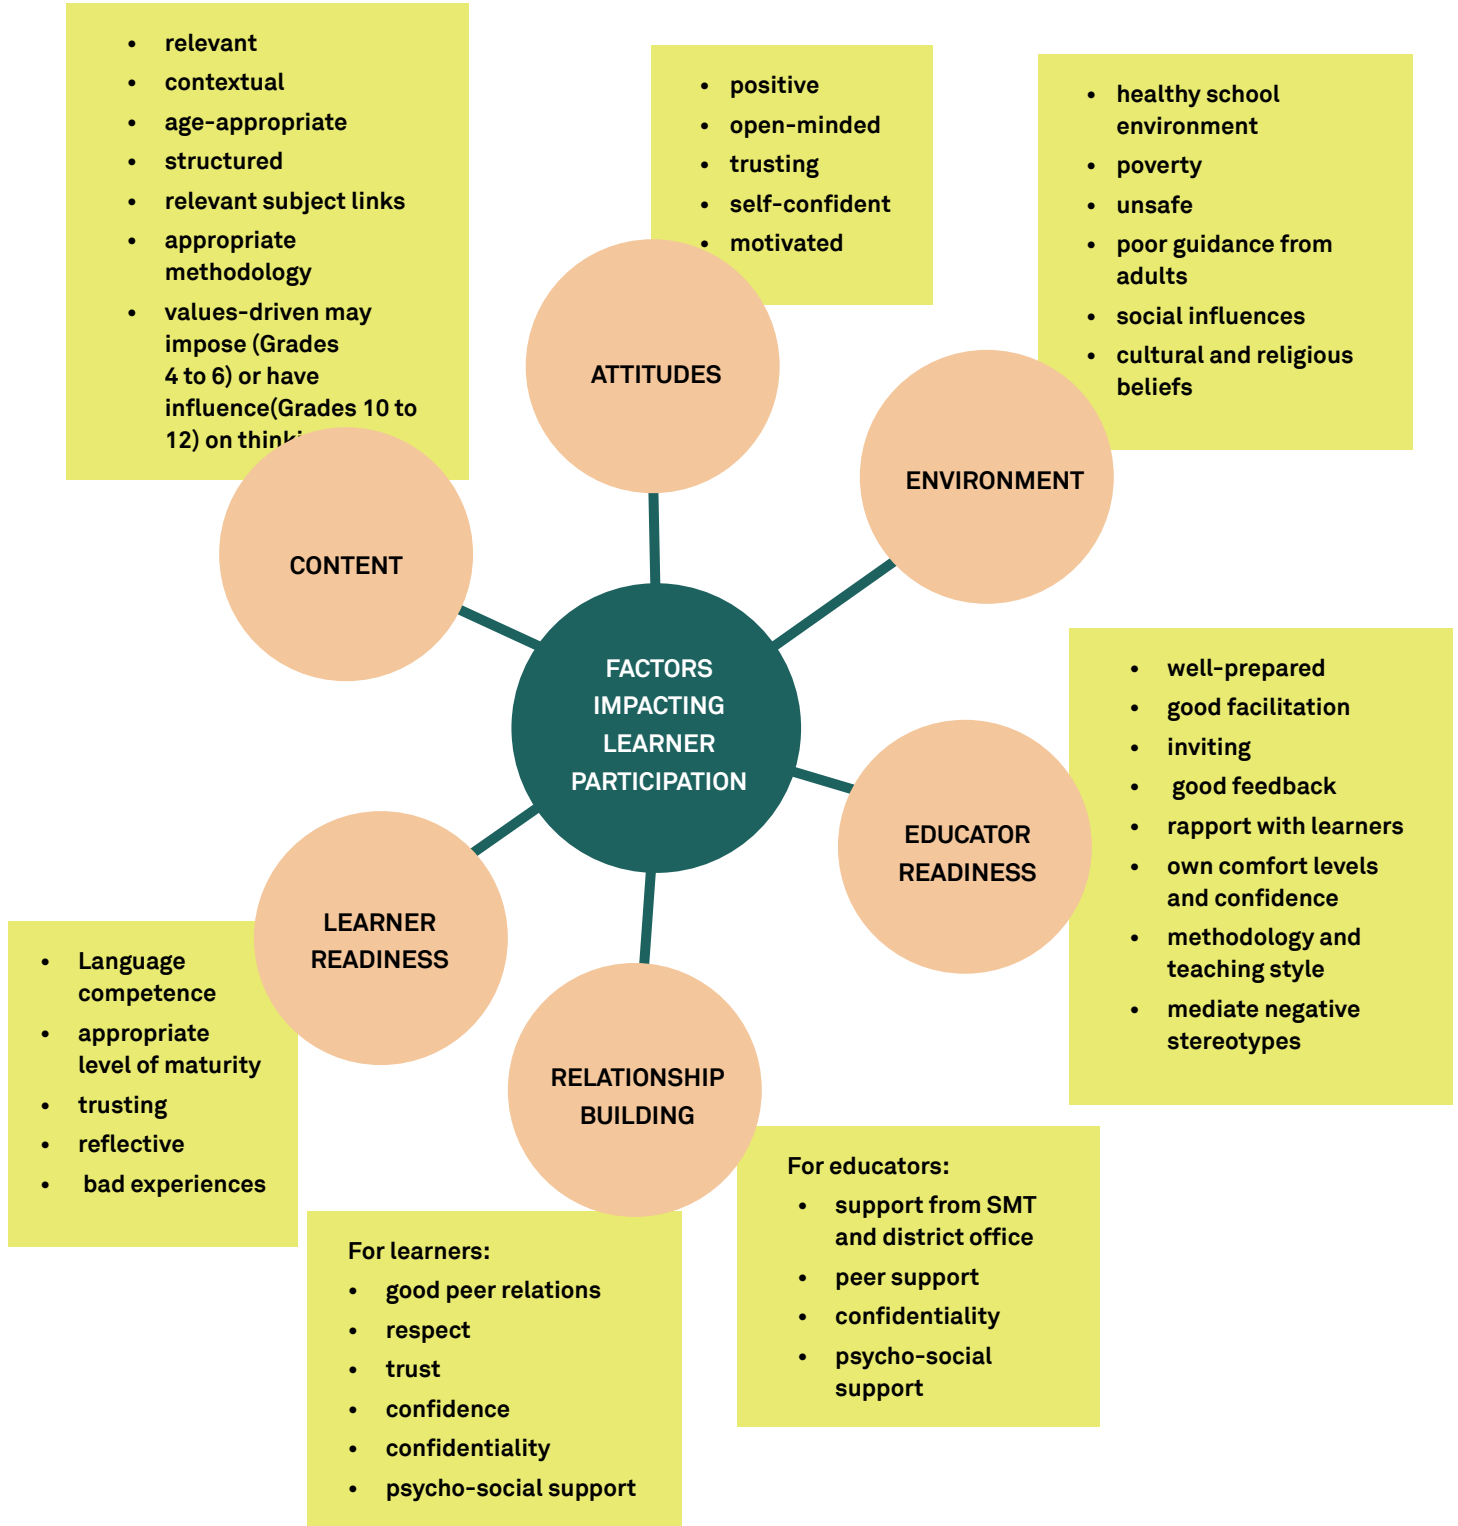 • relevant
• contextual
• age-appropriate
• structured
• relevant subject links
• appropriate
methodology
• values-driven may
impose (Grades
4 to 6) or have
influence(Grades 10 to
12) on
CONTENT
• positive
• open-minded
• trusting
• self-confident
• motivated
ATTITUDES
• healthy school
environment
• poverty
• unsafe
• poor guidance from
adults
• social influences
• cultural and religious
beliefs
ENVIRONMENT
FACTORS
IMPACTING
LEARNER
PARTICIPATION
• well-prepared
• good facilitation
• inviting
• good feedback
• rapport with learners
• own comfort levels
and confidence
• methodology and
teaching style
• mediate negative
stereotypes
EDUCATOR
READINESS
LEARNER
READINESS
• Language
competence
• appropriate
level of maturity
• trusting
• reflective
• bad experiences
RELATIONSHIP
BUILDING
For learners:
• good peer relations
• respect
• trust
• confidence
• confidentiality
• psycho-social support
For educators:
• support from SMT
and district office
• peer support
• confidentiality
• psycho-social
support